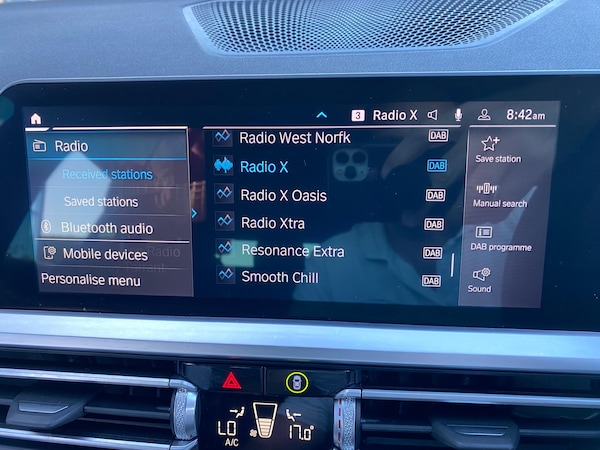 3 Radio X 8:42am
Radio
Received stations
Saved stations
Bluetooth audio
Mobile devices
Radio
Personalise menu
Radio West Norfk DAB
Radio X DAB
Radio X Oasis DAB
Radio Xtra DAB
Resonance Extra DAB
Smooth Chill DAB
Save station
Manual search
DAB programme
Sound
LO
A/C
17.0°